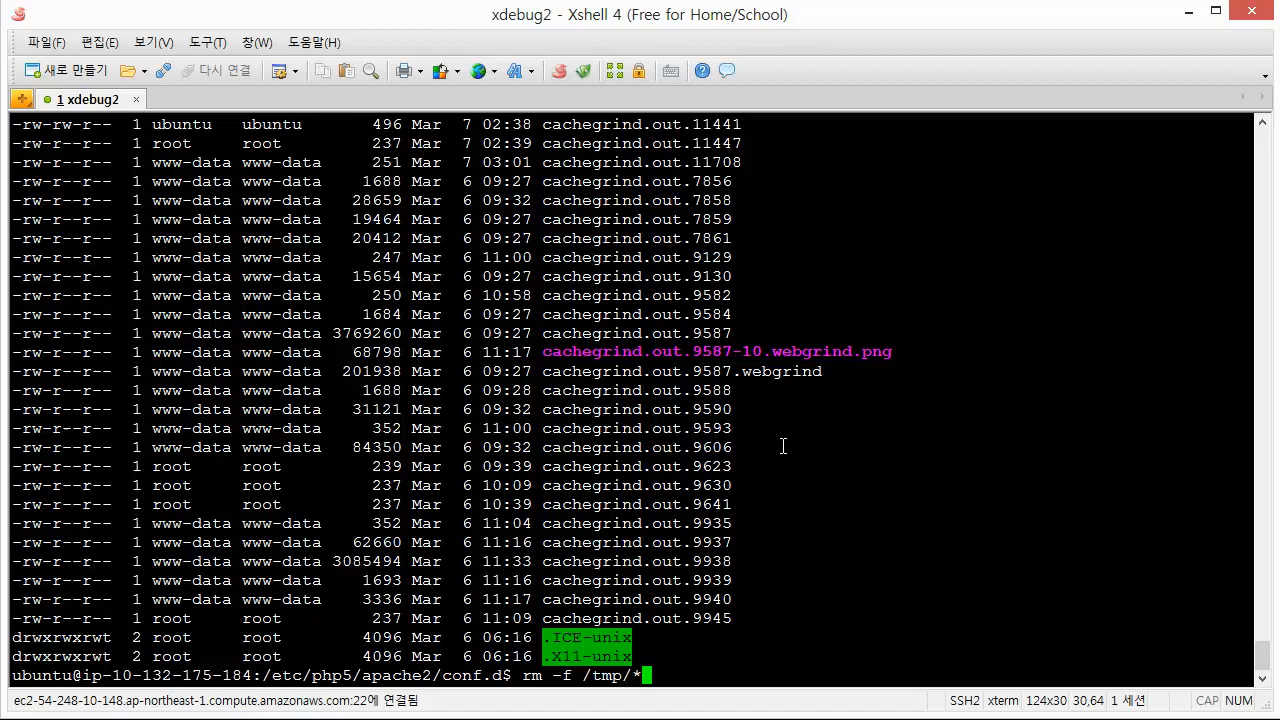 xdebug2 - Xshell 4 (Free for Home/School)
파일(F) 편집(E) 보기(V) 도구(T) 창(W) 도움말(H)
새로 만들기 다시 연결
1 xdebug2
-rw-rw-r-- 1 ubuntu ubuntu 496 Mar 7 02:38 cachegrind.out.11441
-rw-r--r-- 1 root root 237 Mar 7 02:39 cachegrind.out.11447
-rw-r--r-- 1 www-data www-data 251 Mar 7 03:01 cachegrind.out.11708
-rw-r--r-- 1 www-data www-data 1688 Mar 6 09:27 cachegrind.out.7856
-rw-r--r-- 1 www-data www-data 28659 Mar 6 09:32 cachegrind.out.7858
-rw-r--r-- 1 www-data www-data 19464 Mar 6 09:27 cachegrind.out.7859
-rw-r--r-- 1 www-data www-data 20412 Mar 6 09:27 cachegrind.out.7861
-rw-r--r-- 1 www-data www-data 247 Mar 6 11:00 cachegrind.out.9129
-rw-r--r-- 1 www-data www-data 15654 Mar 6 09:27 cachegrind.out.9130
-rw-r--r-- 1 www-data www-data 250 Mar 6 10:58 cachegrind.out.9582
-rw-r--r-- 1 www-data www-data 1684 Mar 6 09:27 cachegrind.out.9584
-rw-r--r-- 1 www-data www-data 3769260 Mar 6 09:27 cachegrind.out.9587
-rw-r--r-- 1 www-data www-data 68798 Mar 6 11:17 cachegrind.out.9587-10.webgrind.png
-rw-r--r-- 1 www-data www-data 201938 Mar 6 09:27 cachegrind.out.9587.webgrind
-rw-r--r-- 1 www-data www-data 1688 Mar 6 09:28 cachegrind.out.9588
-rw-r--r-- 1 www-data www-data 31121 Mar 6 09:32 cachegrind.out.9590
-rw-r--r-- 1 www-data www-data 352 Mar 6 11:00 cachegrind.out.9593
-rw-r--r-- 1 www-data www-data 84350 Mar 6 09:32 cachegrind.out.9606
-rw-r--r-- 1 root root 239 Mar 6 09:39 cachegrind.out.9623
-rw-r--r-- 1 root root 237 Mar 6 10:09 cachegrind.out.9630
-rw-r--r-- 1 root root 237 Mar 6 10:39 cachegrind.out.9641
-rw-r--r-- 1 www-data www-data 352 Mar 6 11:04 cachegrind.out.9935
-rw-r--r-- 1 www-data www-data 62660 Mar 6 11:16 cachegrind.out.9937
-rw-r--r-- 1 www-data www-data 3085494 Mar 6 11:33 cachegrind.out.9938
-rw-r--r-- 1 www-data www-data 1693 Mar 6 11:16 cachegrind.out.9939
-rw-r--r-- 1 www-data www-data 3336 Mar 6 11:17 cachegrind.out.9940
-rw-r--r-- 1 root root 237 Mar 6 11:09 cachegrind.out.9945
drwxrwxrwt 2 root root 4096 Mar 6 06:16 .ICE-unix
drwxrwxrwt 2 root root 4096 Mar 6 06:16 .X11-unix
ubuntu@ip-10-132-175-184:/etc/php5/apache2/conf.d$ rm -f /tmp/*
ec2-54-248-10-148.ap-northeast-1.compute.amazonaws.com:22에 연결됨 SSH2 xterm 124x30 30,64 1 세션 CAP NUM